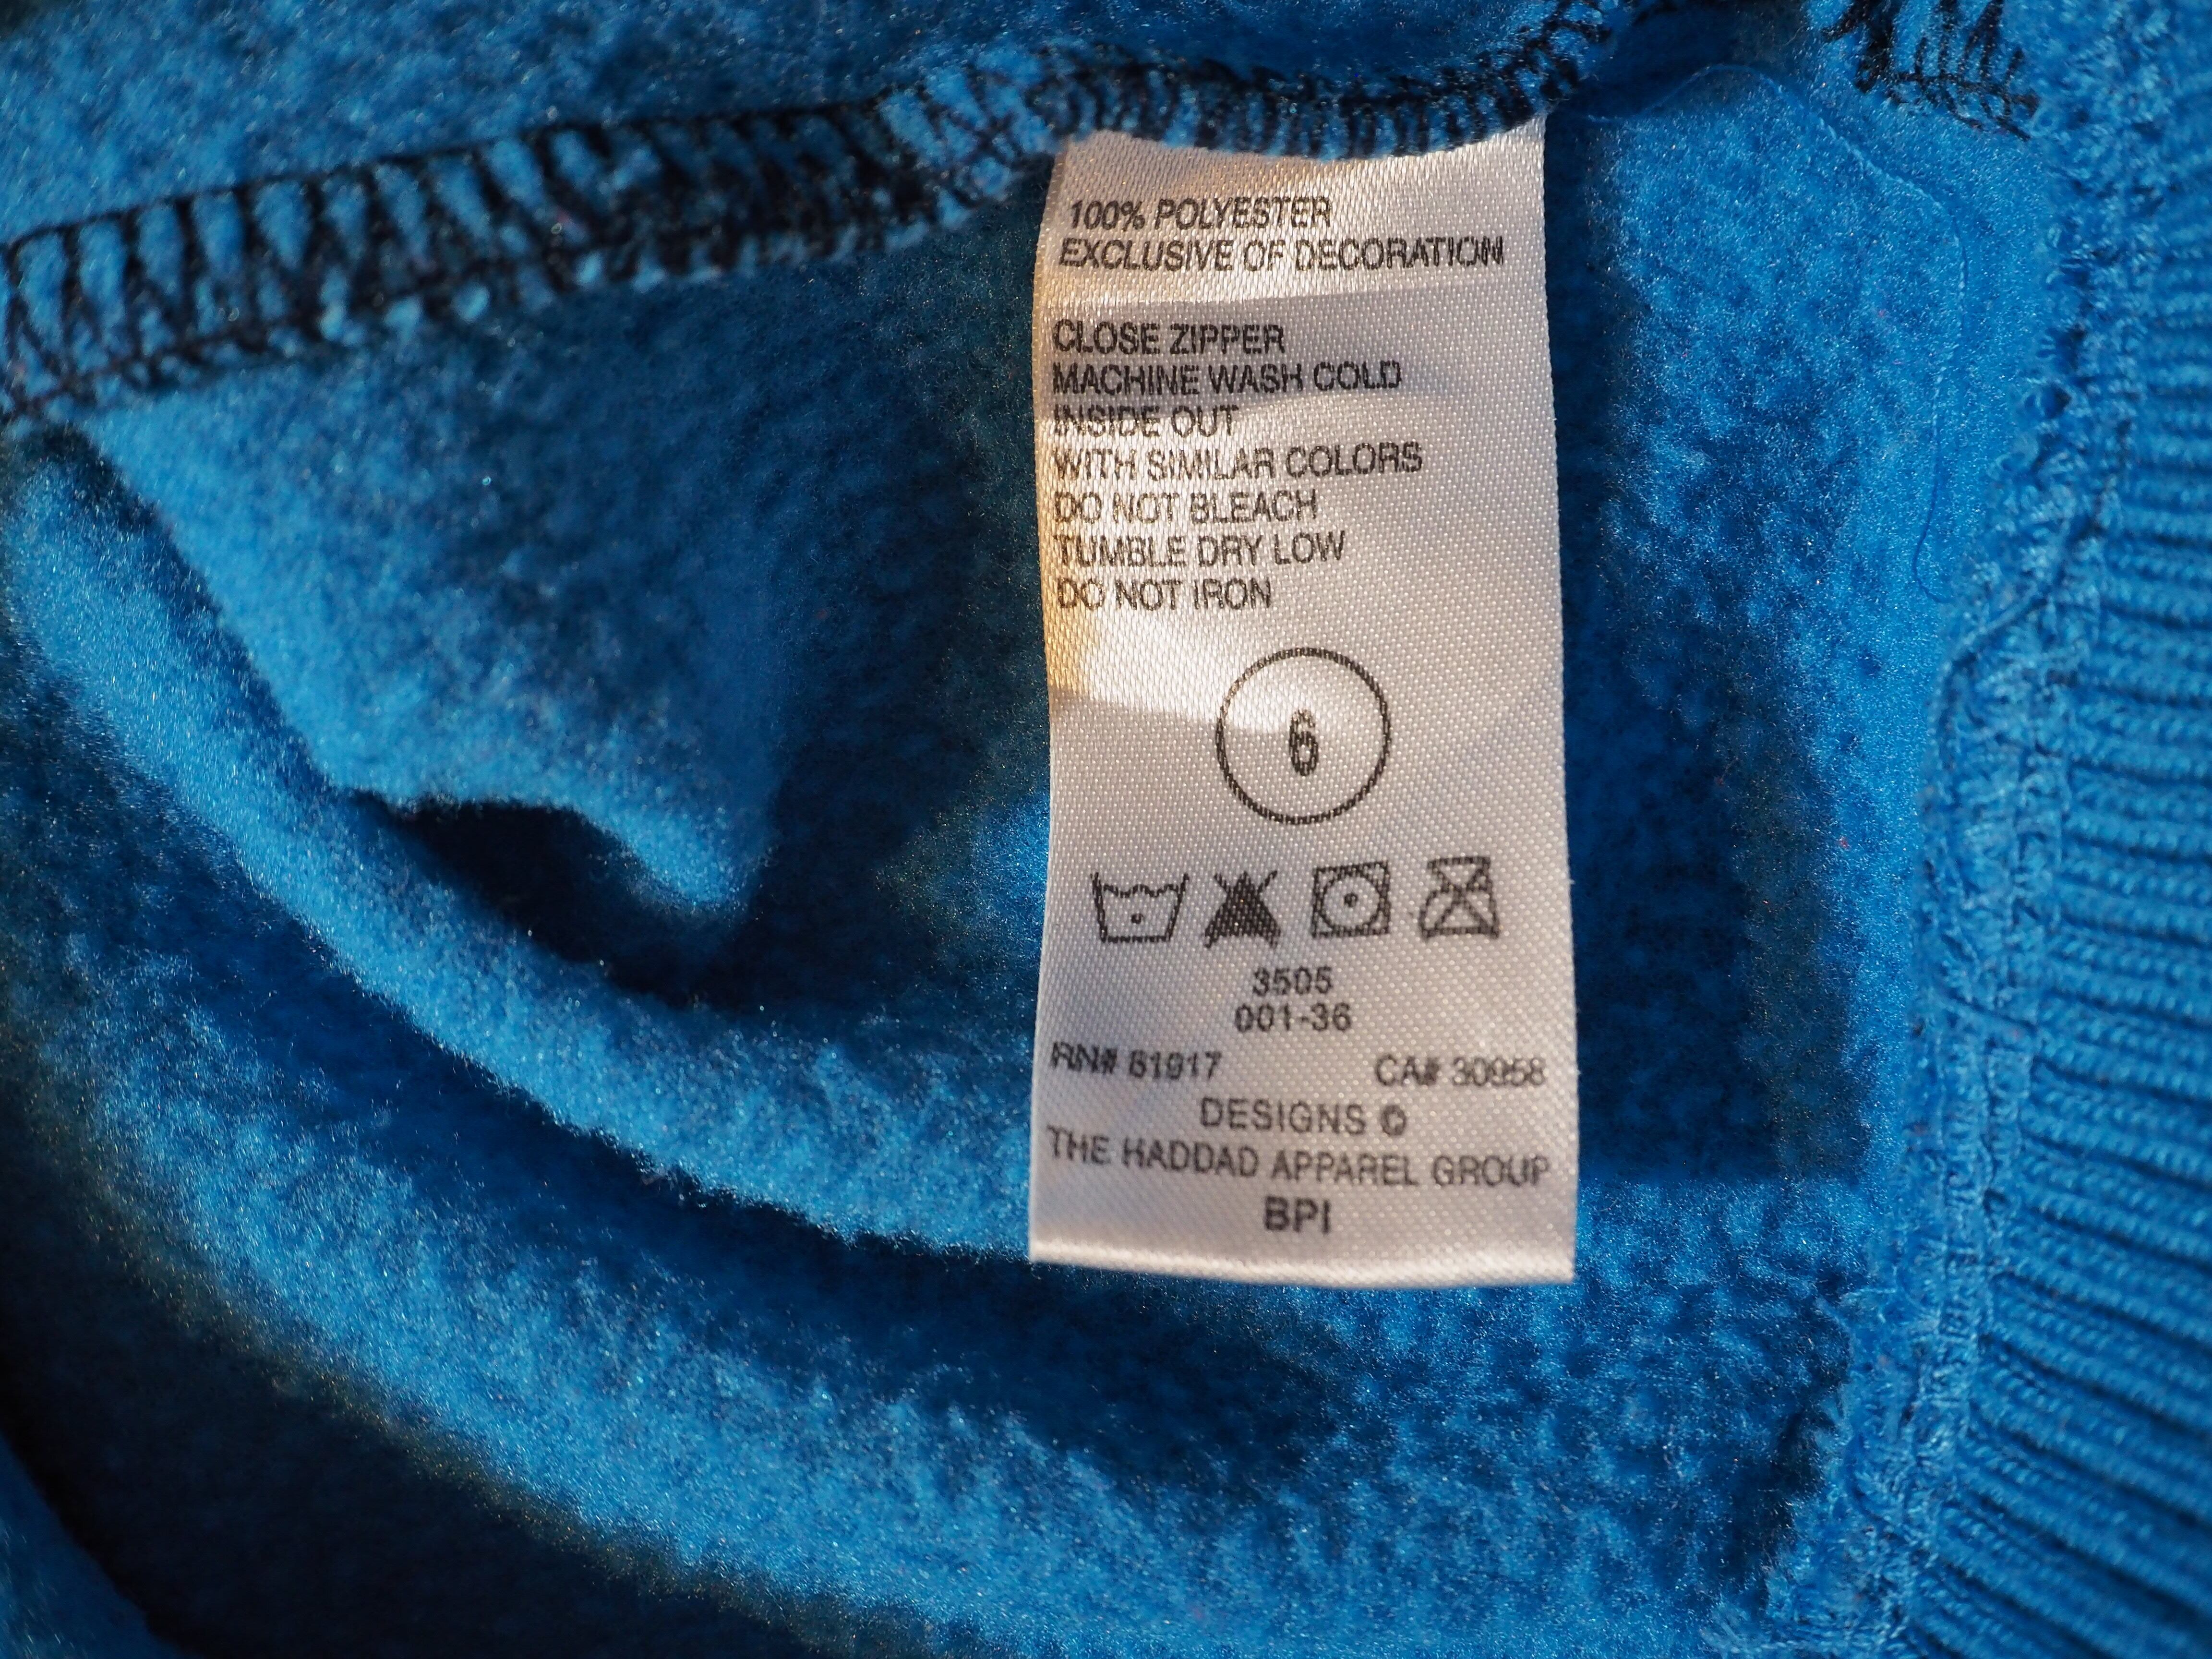 100% POLYESTER
EXCLUSIVE OF DECORATION
CLOSE ZIPPER
MACHINE WASH COLD
INSIDE OUT
WITH SIMILAR COLORS
DO NOT BLEACH
TUMBLE DRY LOW
DO NOT IRON
6
3505
001-36
RN# 61917 CA# 30958
DESIGNS ©
THE HADDAD APPAREL GROUP
BPI